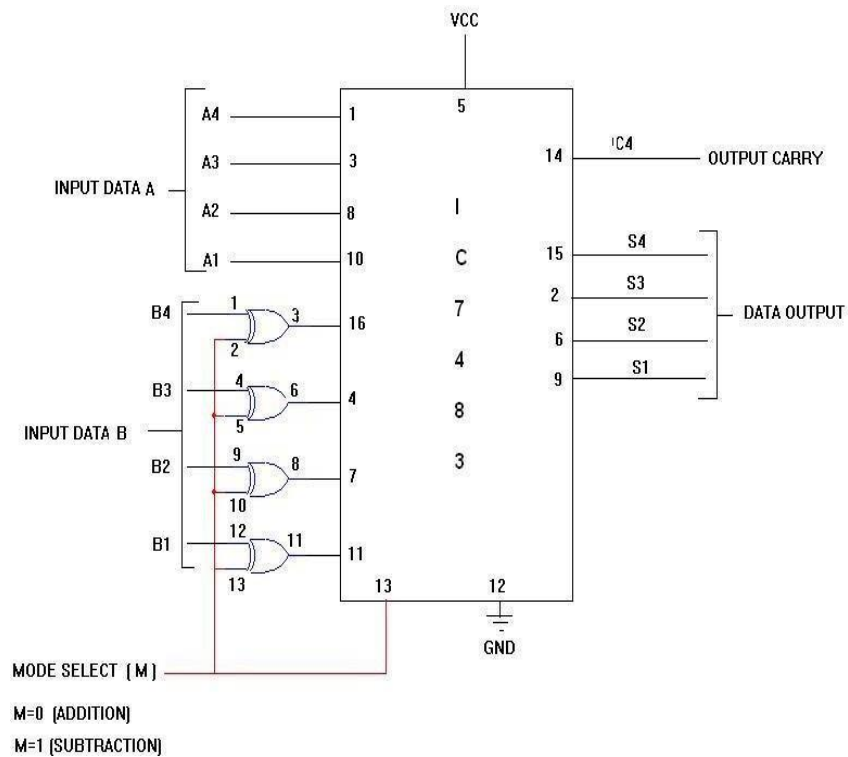 VCC
5
A4
1
14
'C4
OUTPUT CARRY
A3
3
INPUT DATA A
A2
8
I
A1
10
C
15
S4
B4
1
3
16
2
S3
2
7
DATA OUTPUT
6
S2
B3
4
6
4
4
9
S1
5
8
INPUT DATA B
B2
9
8
7
3
10
B1
12
11
11
13
13
12
GND
MODE SELECT ( M )
M=0 (ADDITION)
M=1 (SUBTRACTION)